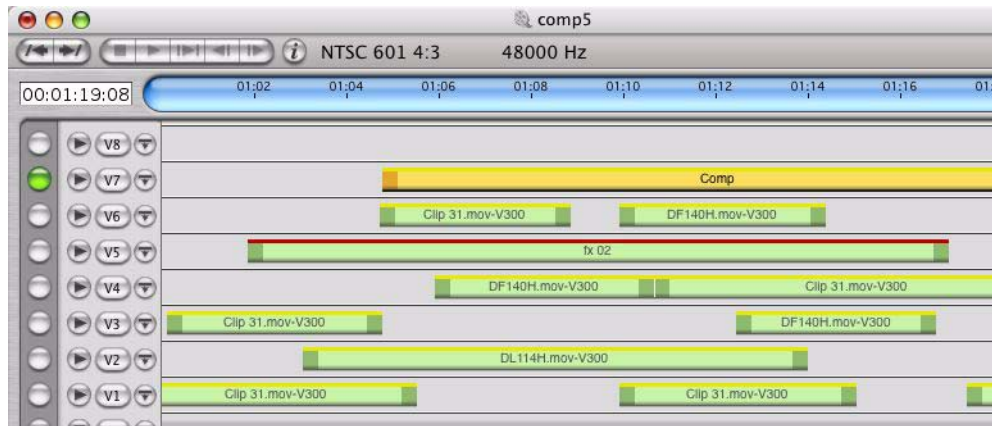 comp5
NTSC 601 4:3 48000 Hz
00:01:19:08 01:02 01:04 01:06 01:08 01:10 01:12 01:14 01:16 01:
V8
V7 Comp
V6 Clip 31.mov-V300 DF140H.mov-V300
V5 fx 02
V4 DF140H.mov-V300 Clip 31.mov-V300
V3 Clip 31.mov-V300 DF140H.mov-V300
V2 DL114H.mov-V300
V1 Clip 31.mov-V300 Clip 31.mov-V300